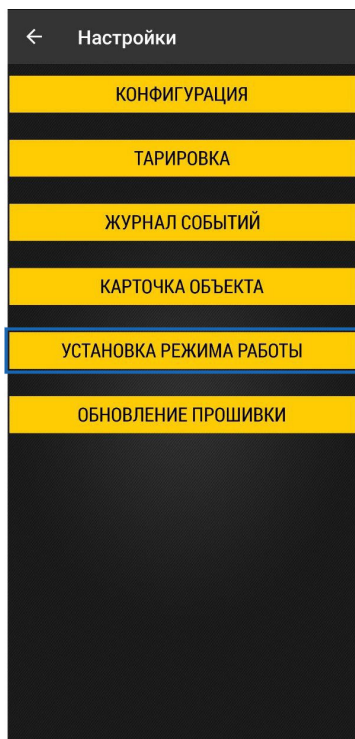 Настройки
КОНФИГУРАЦИЯ
ТАРИРОВКА
ЖУРНАЛ СОБЫТИЙ
КАРТОЧКА ОБЪЕКТА
УСТАНОВКА РЕЖИМА РАБОТЫ
ОБНОВЛЕНИЕ ПРОШИВКИ